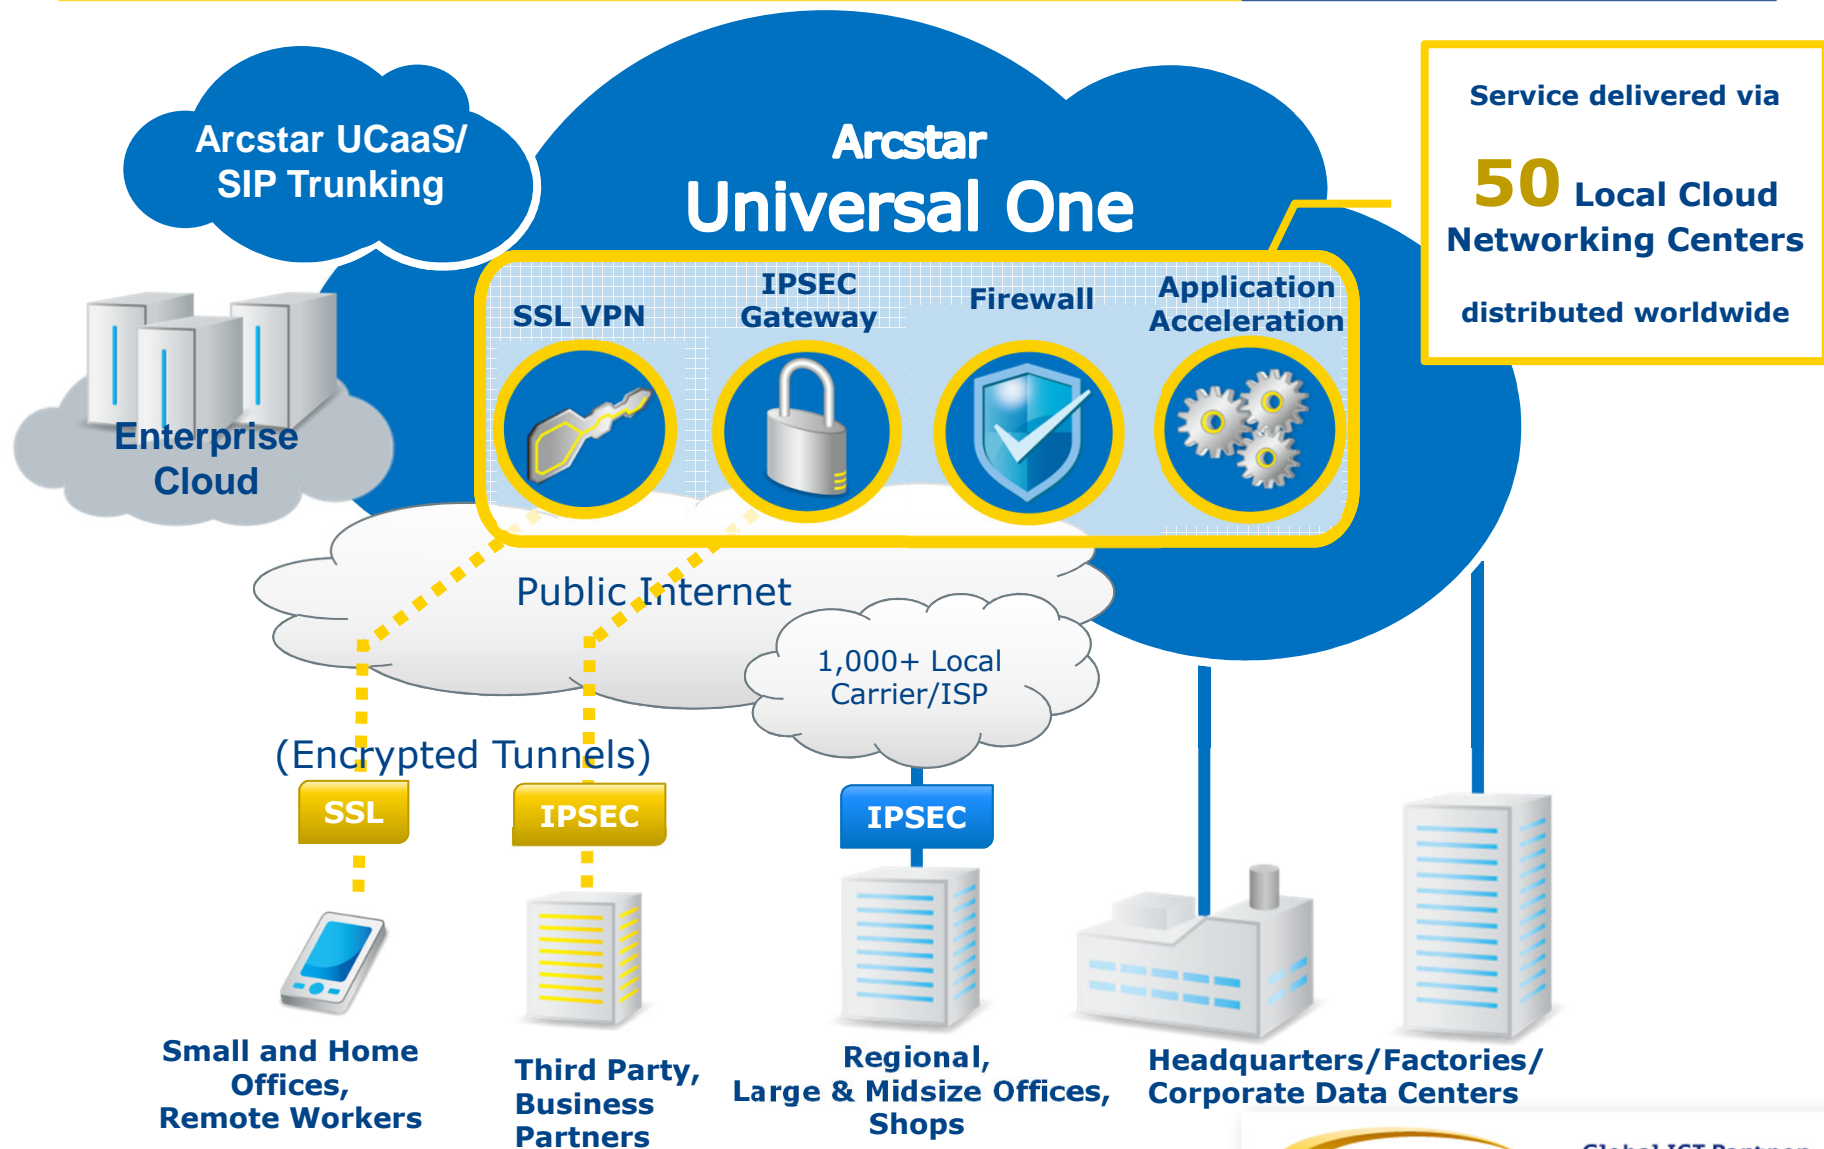 Arcstar UCaaS/
SIP Trunking
Arcstar
Universal One
Service delivered via
50 Local Cloud
Networking Centers
distributed worldwide
SSL VPN
IPSEC
Gateway
Firewall
Application
Acceleration
Enterprise
Cloud
Public Internet
1,000+ Local
Carrier/ISP
(Encrypted Tunnels)
SSL
IPSEC
IPSEC
Small and Home
Offices,
Remote Workers
Third Party,
Business
Partners
Regional,
Large & Midsize Offices,
Shops
Headquarters/Factories/
Corporate Data Centers
Global ICT Partner